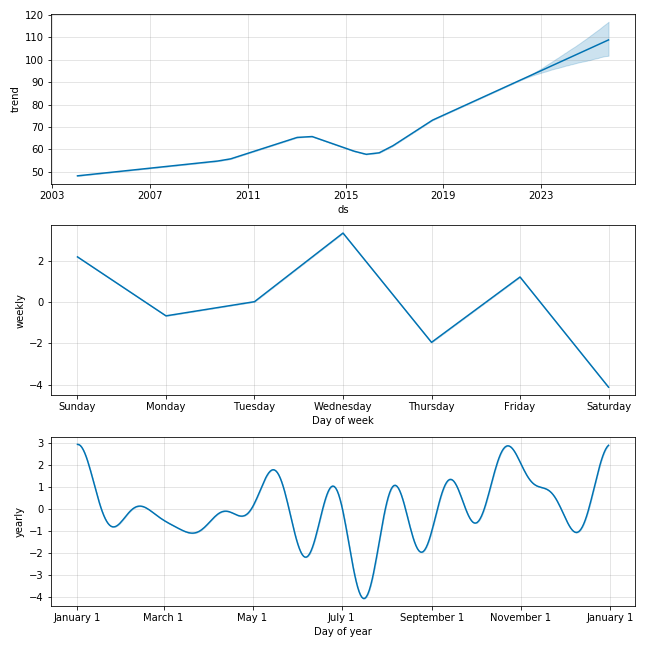 120
110
100
90
80
70
60
50
trend
2003 2007 2011 2015 2019 2023
ds
2
0
−2
−4
weekly
Sunday Monday Tuesday Wednesday Thursday Friday Saturday
Day of week
3
2
1
0
−1
−2
−3
−4
yearly
January 1 March 1 May 1 July 1 September 1 November 1 January 1
Day of year